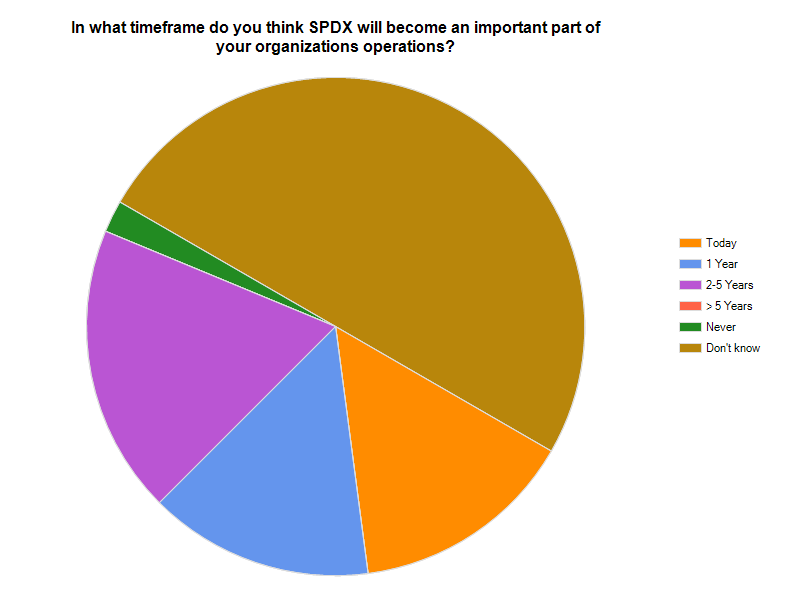 In what timeframe do you think SPDX will become an important part of
your organizations operations?
Today
1 Year
2-5 Years
> 5 Years
Never
Don't know